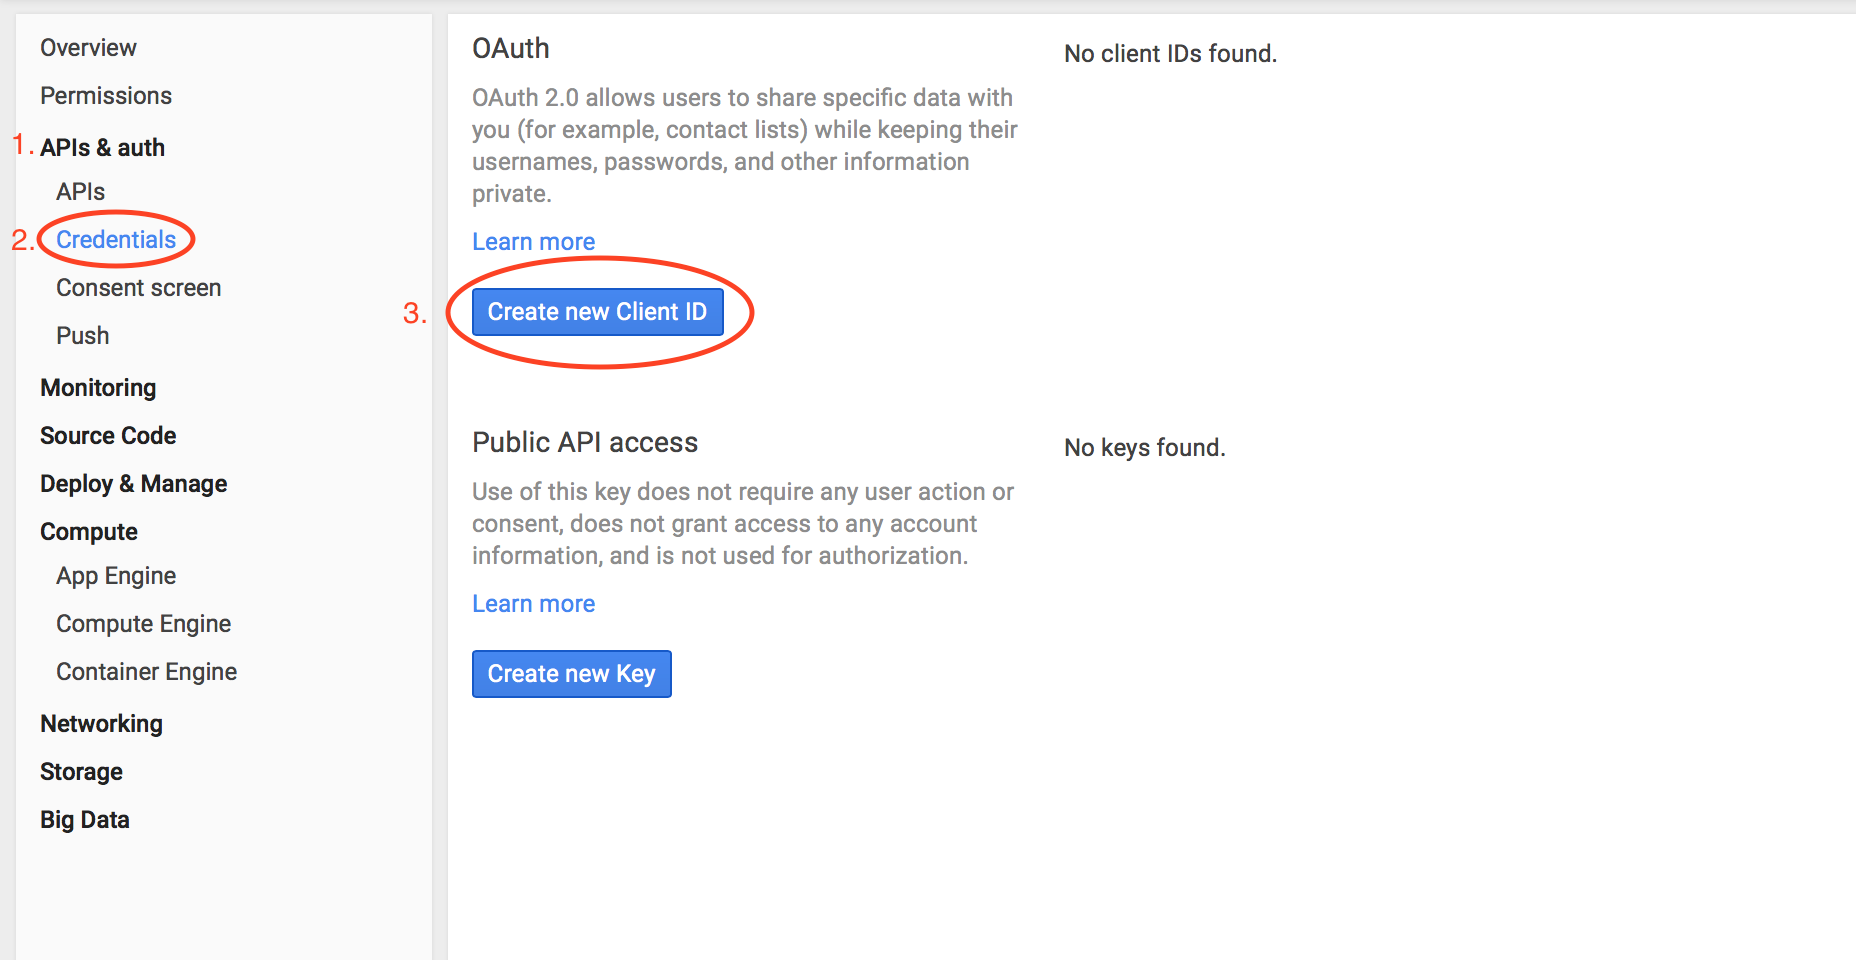 Overview
Permissions
1. APIs & auth
APIs
2. Credentials
Consent screen
Push
Monitoring
Source Code
Deploy & Manage
Compute
App Engine
Compute Engine
Container Engine
Networking
Storage
Big Data
OAuth
OAuth 2.0 allows users to share specific data with
you (for example, contact lists) while keeping their
usernames, passwords, and other information
private.
Learn more
3. Create new Client ID
No client IDs found.
Public API access
Use of this key does not require any user action or
consent, does not grant access to any account
information, and is not used for authorization.
Learn more
Create new Key
No keys found.